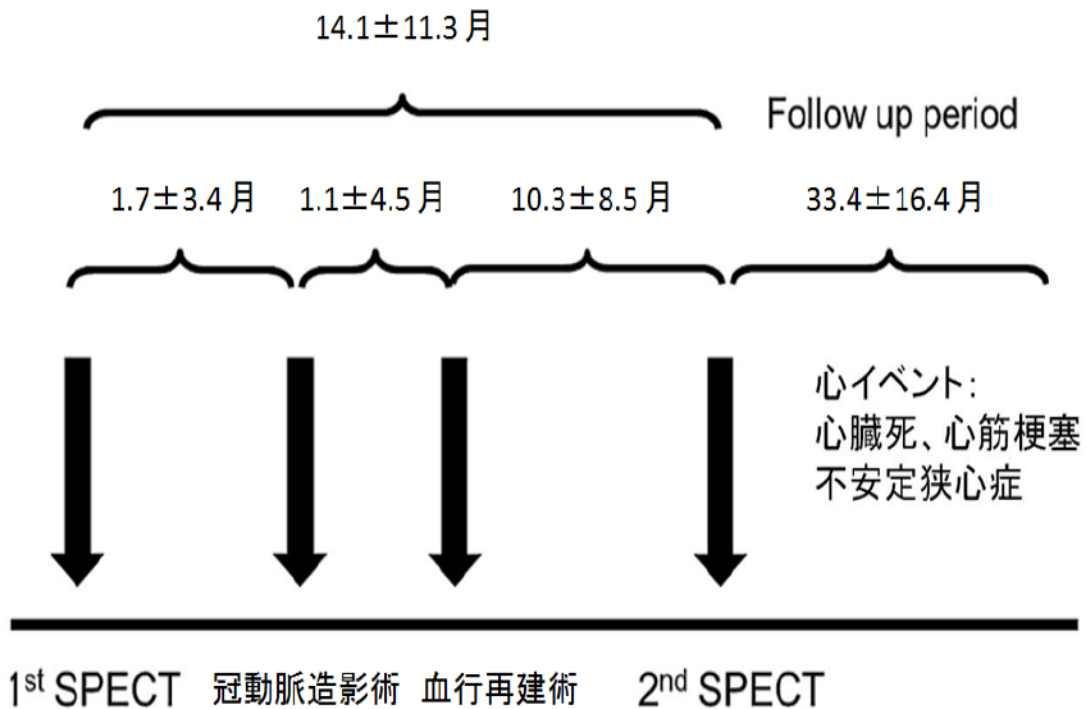 14.1±11.3 月
Follow up period
1.7±3.4 月 1.1±4.5 月 10.3±8.5 月 33.4±16.4 月
心イベント:
心臓死、心筋梗塞
不安定狭心症
1st SPECT 冠動脈造影術 血行再建術 2nd SPECT